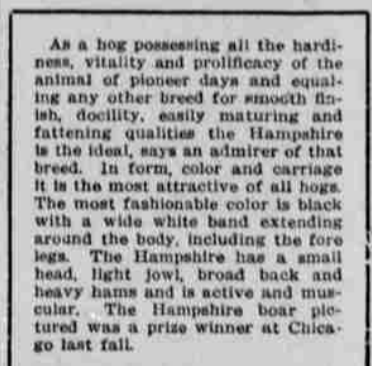 As a hog possessing all the hardi-
ness, vitality and prolificacy of the
animal of pioneer days and equal-
ing any other breed for smooth fin-
ish, docility, easily maturing and
fattening qualities the Hampshire
is the ideal, says an admirer of that
breed. In form, color and carriage
it is the most attractive of all hogs.
The most fashionable color is black
with a wide white band extending
around the body, including the fore
legs. The Hampshire has a small
head, light jowl, broad back and
heavy hams and is active and mus-
cular. The Hampshire boar pic-
tured was a prize winner at Chica-
go last fall.